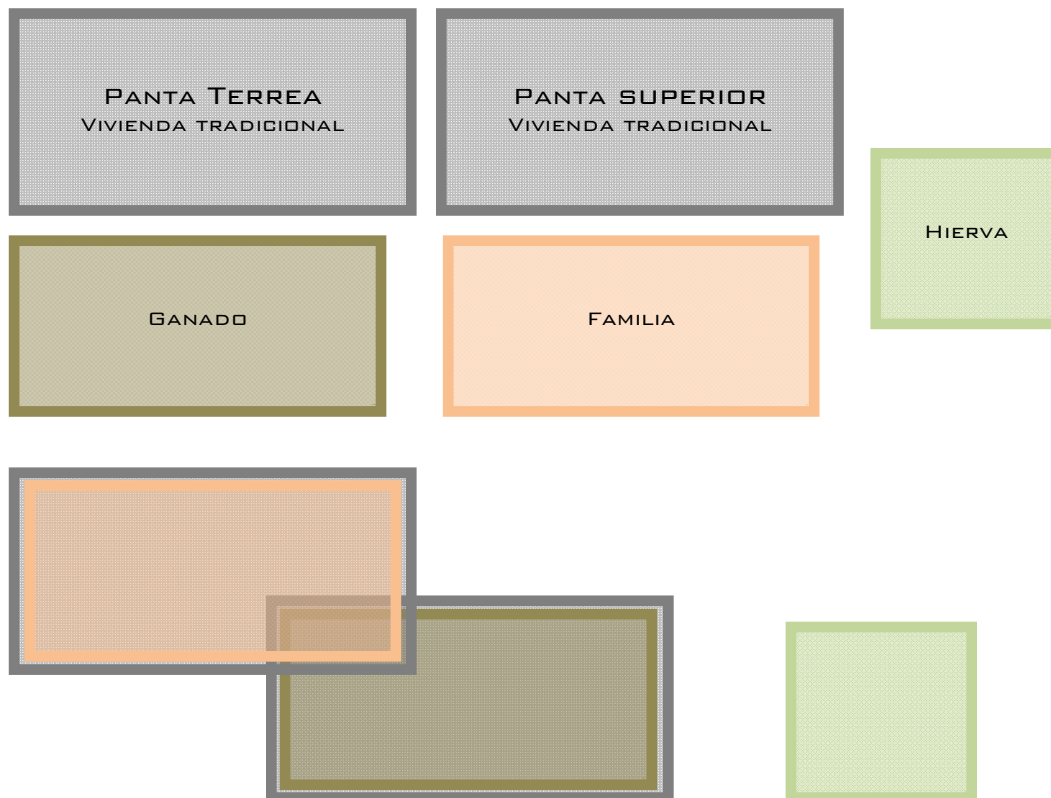 Panta Terrea
Vivienda tradicional
Panta superior
Vivienda tradicional
Hierva
Ganado
Familia